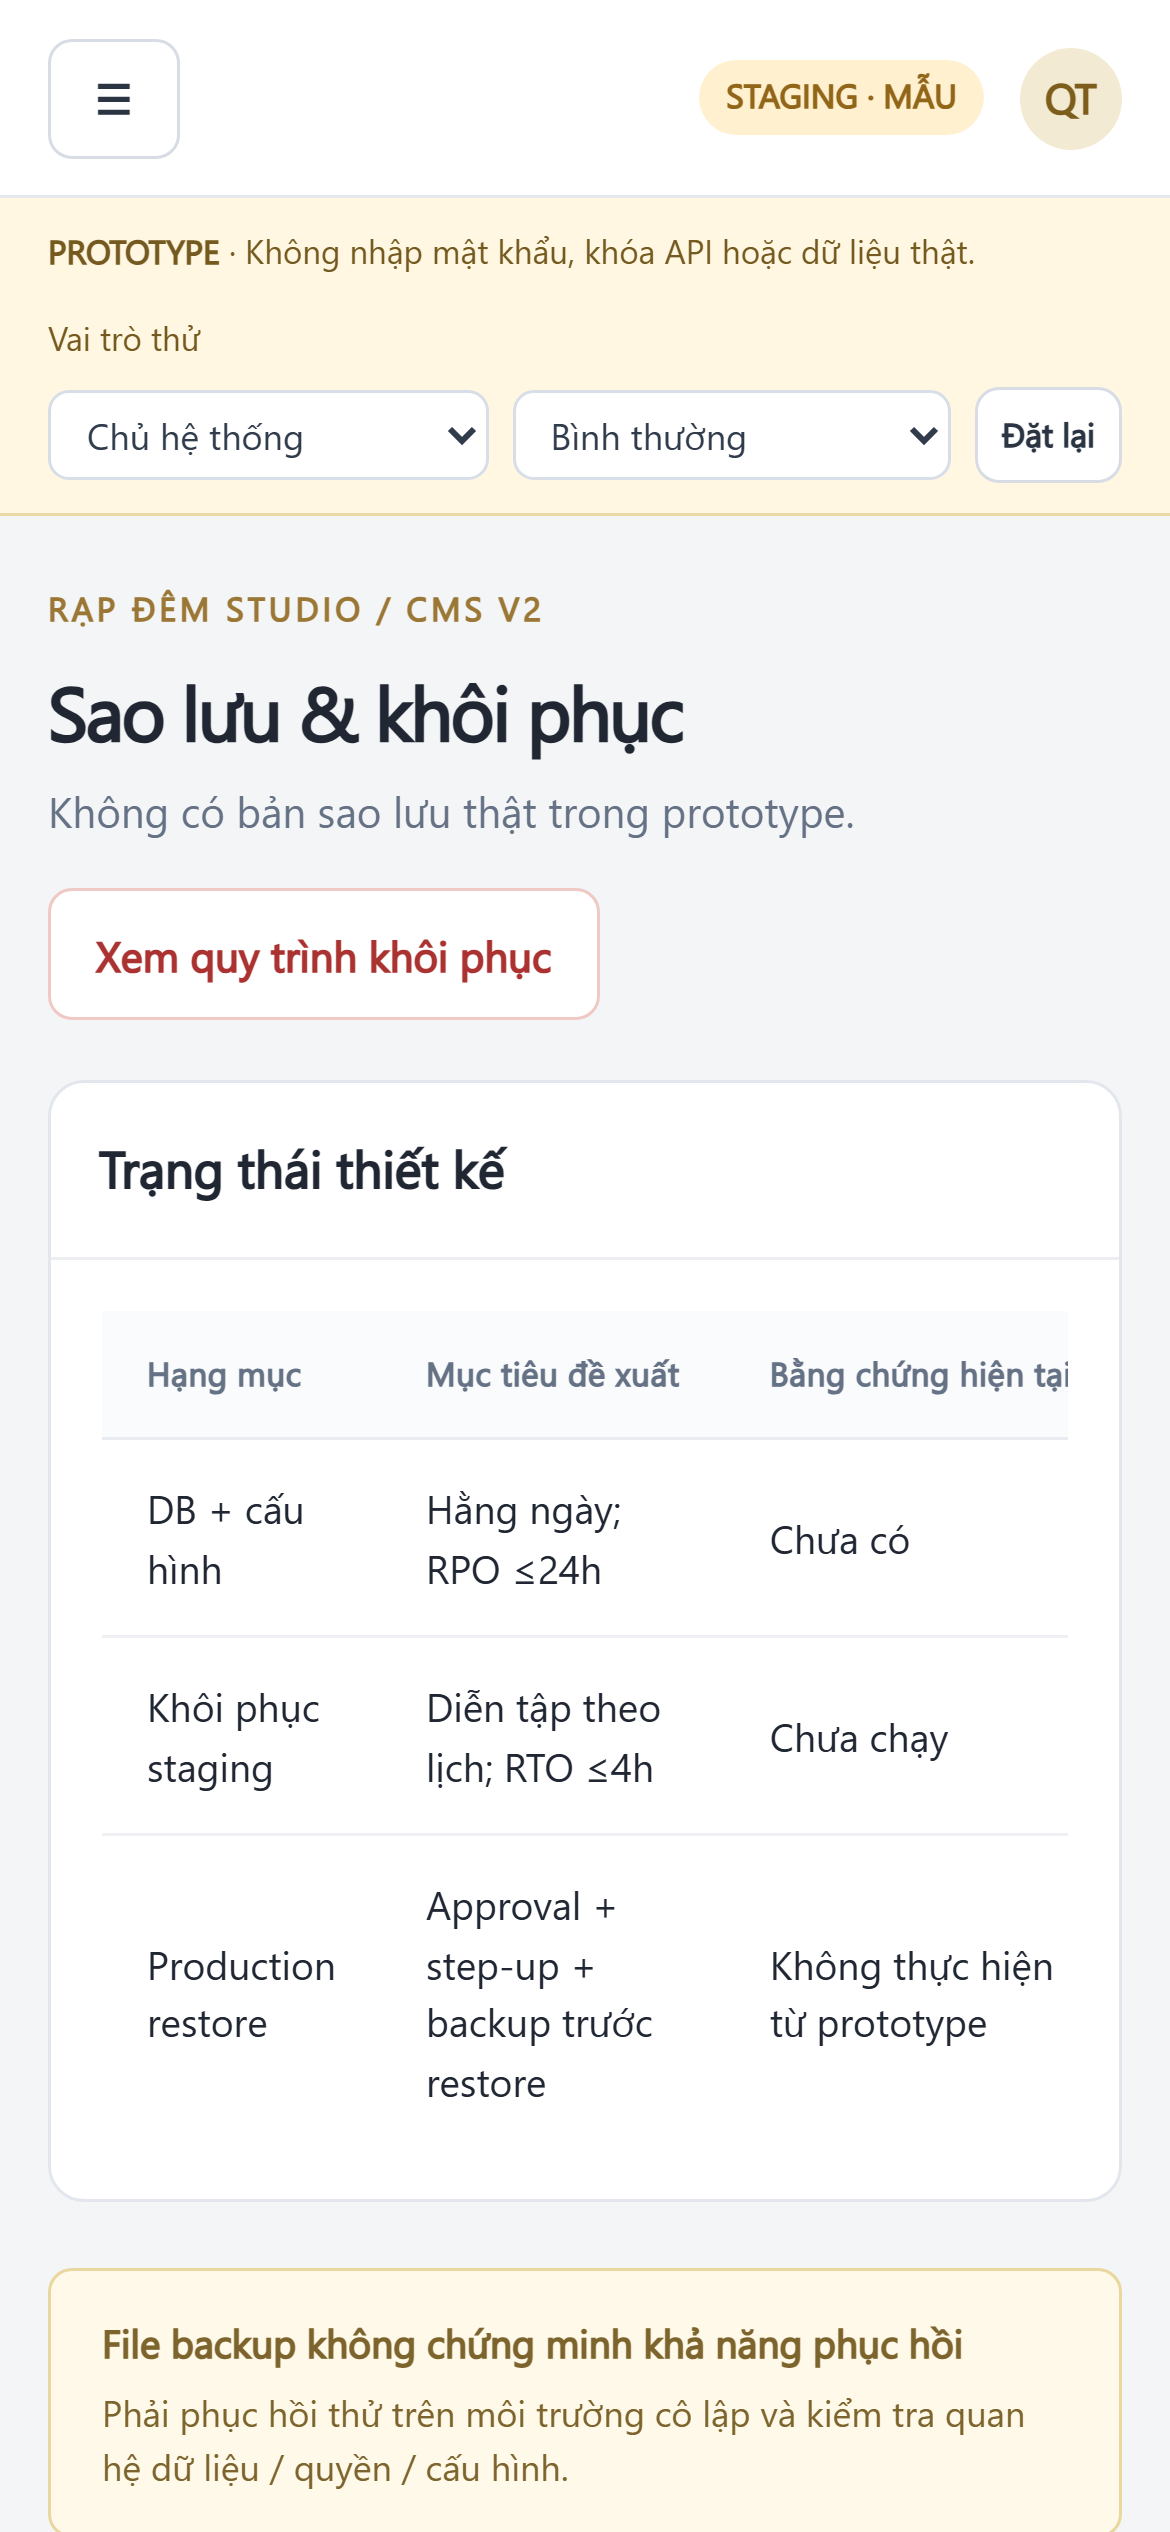 ☰
STAGING · MẪU
QT
PROTOTYPE · Không nhập mật khẩu, khóa API hoặc dữ liệu thật.
Vai trò thử
Chủ hệ thống
Bình thường
Đặt lại
RẠP ĐÊM STUDIO / CMS V2
Sao lưu & khôi phục
Không có bản sao lưu thật trong prototype.
Xem quy trình khôi phục
Trạng thái thiết kế
Hạng mục
Mục tiêu đề xuất
Bằng chứng hiện tại
DB + cấu
hình
Hằng ngày;
RPO ≤24h
Chưa có
Khôi phục
staging
Diễn tập theo
lịch; RTO ≤4h
Chưa chạy
Production
restore
Approval +
step-up +
backup trước
restore
Không thực hiện
từ prototype
File backup không chứng minh khả năng phục hồi
Phải phục hồi thử trên môi trường cô lập và kiểm tra quan
hệ dữ liệu / quyền / cấu hình.